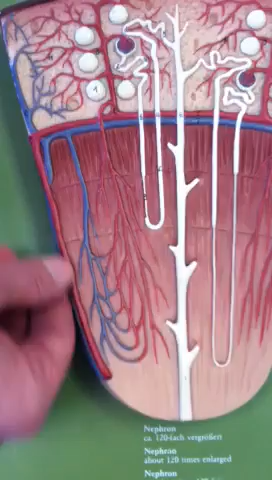 1
Nephron
ca. 120-fach vergrößert
Nephron
about 120 times enlarged
Nephron